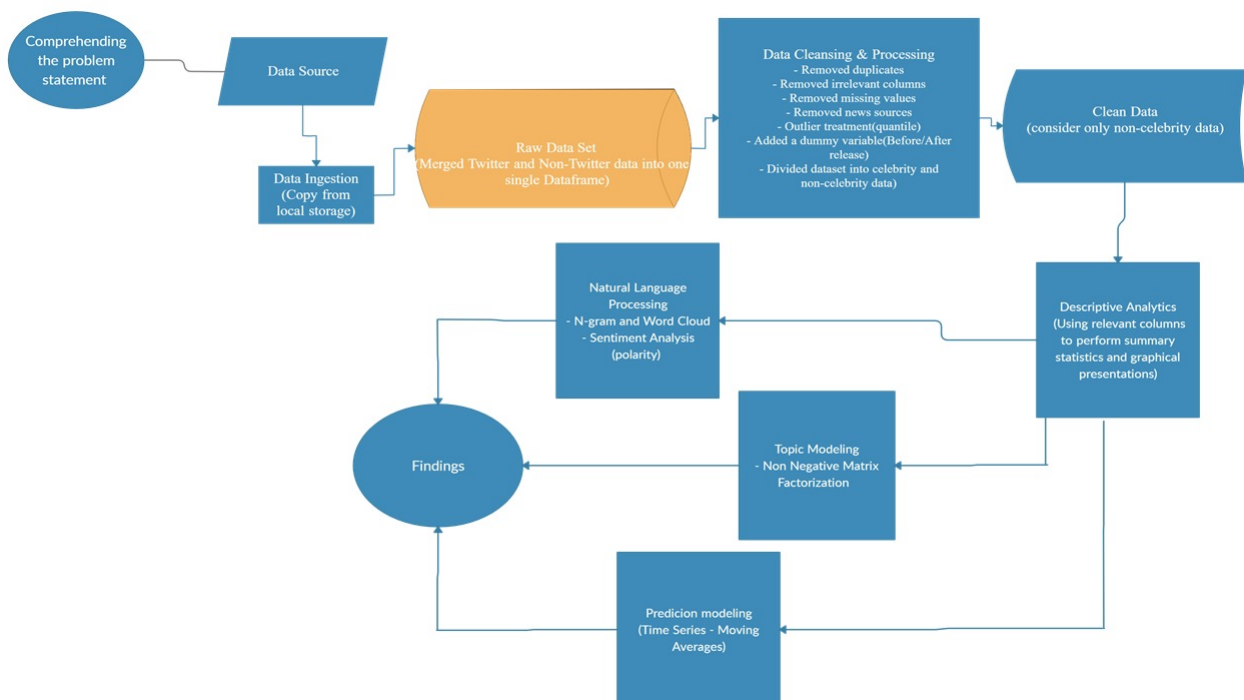 Comprehending
the problem
statement
Data Source
Data Ingestion
(Copy from
local storage)
Raw Data Set
(Merged Twitter and Non-Twitter data into one
single Dataframe)
Data Cleansing & Processing
- Removed duplicates
- Removed irrelevant columns
- Removed missing values
- Removed news sources
- Outlier treatment(quantile)
- Added a dummy variable(Before/After
release)
- Divided dataset into celebrity and
non-celebrity data)
Clean Data
(consider only non-celebrity data)
Descriptive Analytics
(Using relevant columns
to perform summary
statistics and graphical
presentations)
Natural Language
Processing
- N-gram and Word Cloud
- Sentiment Analysis
(polarity)
Topic Modeling
- Non Negative Matrix
Factorization
Findings
Predicion modeling
(Time Series - Moving
Averages)